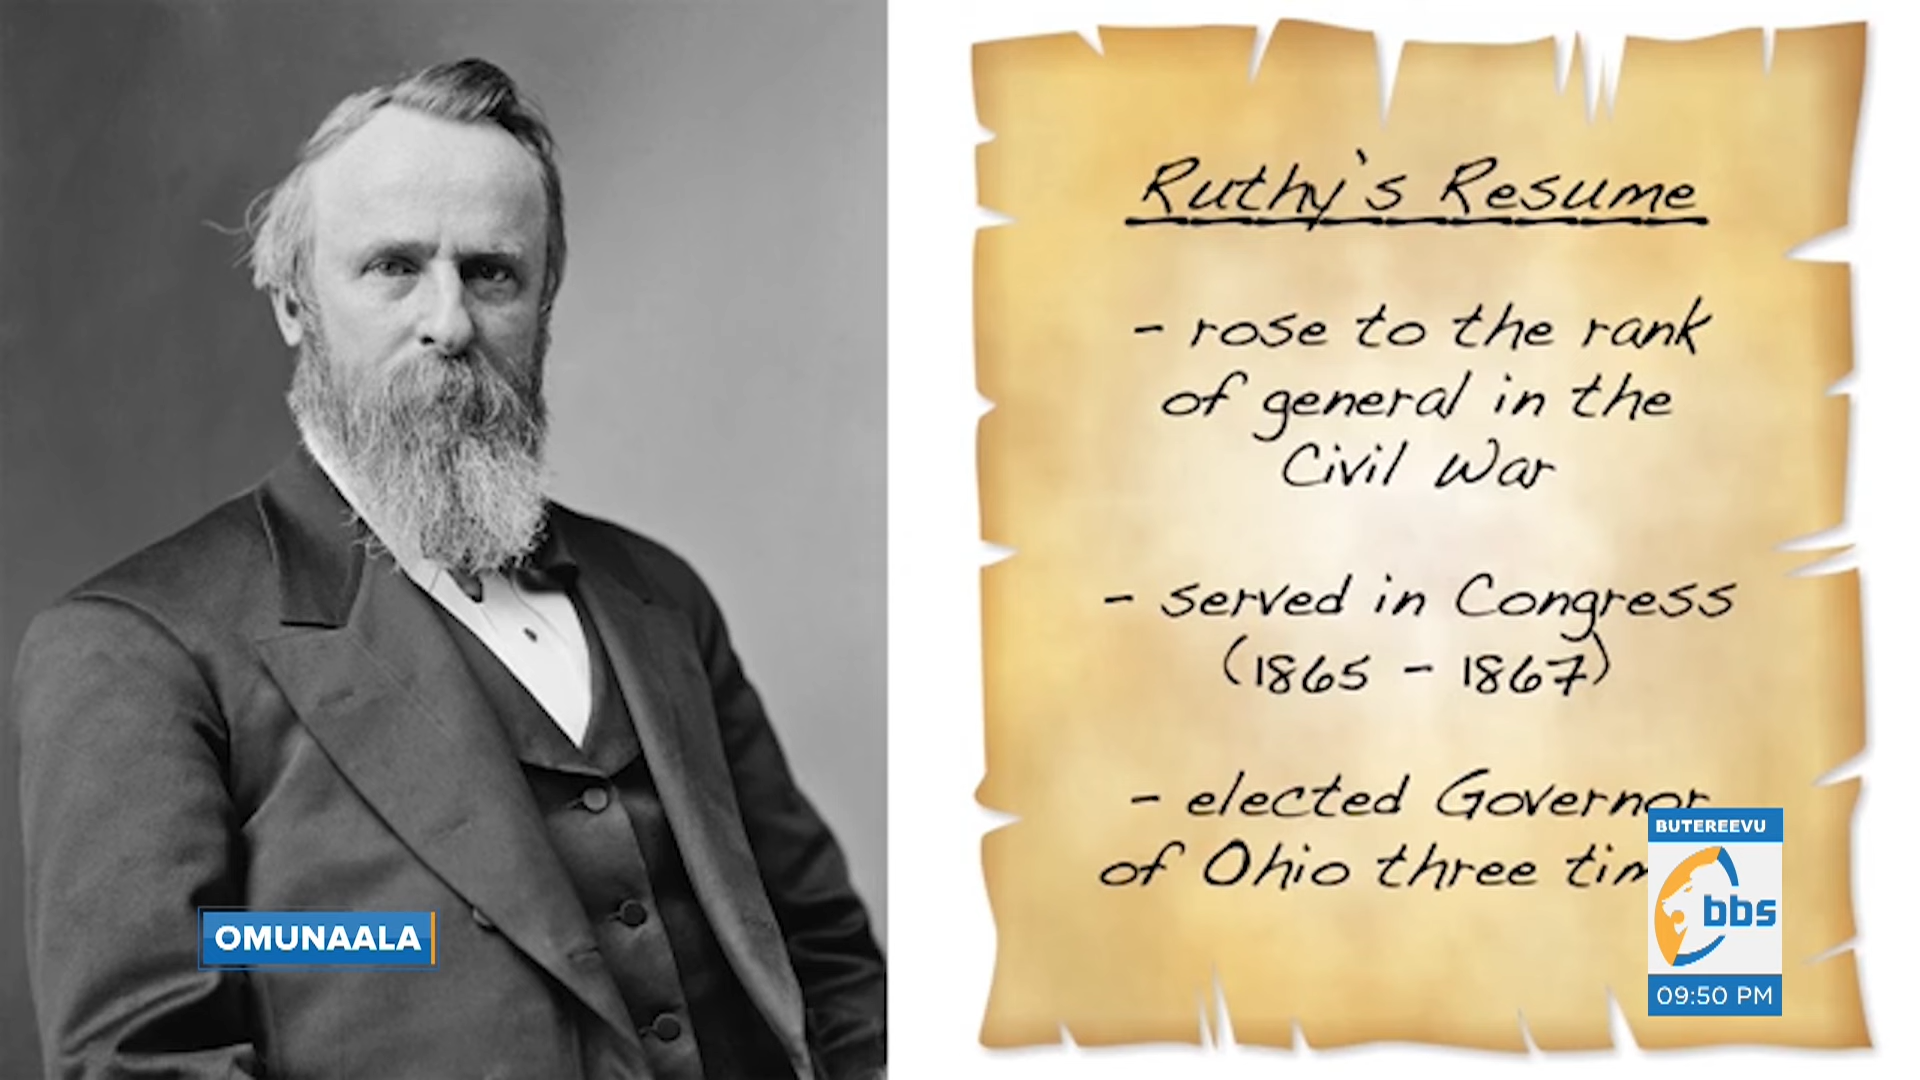 Ruthy's Resume
- rose to the rank
of general in the
Civil War
- served in Congress
(1865 - 1867)
- elected Governor
of Ohio three
OMUNAALA
BUTEREEVU
bbs
09:50 PM